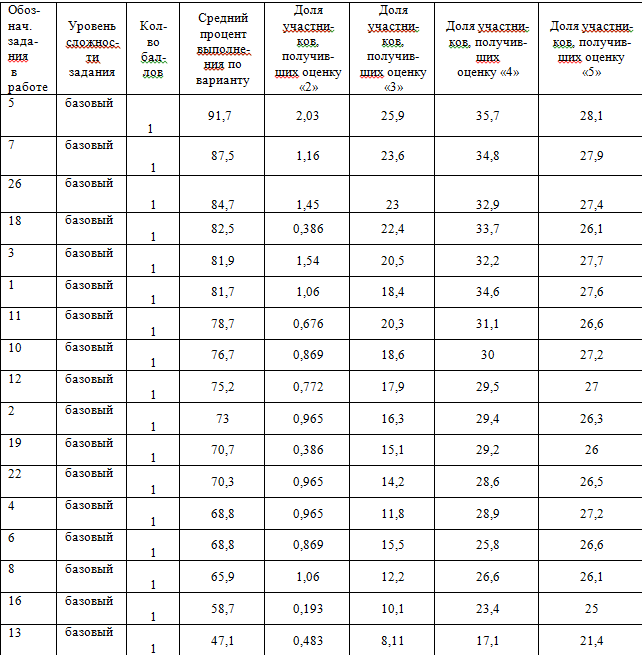 Обоз-
нач.
зада-
ния
в
работе
Уровень
сложнос-
ти
задания
Кол-
во
бал-
лов
Средний
процент
выполне-
ния по
варианту
Доля
участни-
ков,
получив-
ших оценку
«2»
Доля
участни-
ков,
получив-
ших оценку
«3»
Доля участни-
ков, получив-
ших
оценку «4»
Доля участни-
ков, получив-
ших оценку
«5»
5 базовый 1 91,7 2,03 25,9 35,7 28,1
7 базовый 1 87,5 1,16 23,6 34,8 27,9
26 базовый 1 84,7 1,45 23 32,9 27,4
18 базовый 1 82,5 0,386 22,4 33,7 26,1
3 базовый 1 81,9 1,54 20,5 32,2 27,7
1 базовый 1 81,7 1,06 18,4 34,6 27,6
11 базовый 1 78,7 0,676 20,3 31,1 26,6
10 базовый 1 76,7 0,869 18,6 30 27,2
12 базовый 1 75,2 0,772 17,9 29,5 27
2 базовый 1 73 0,965 16,3 29,4 26,3
19 базовый 1 70,7 0,386 15,1 29,2 26
22 базовый 1 70,3 0,965 14,2 28,6 26,5
4 базовый 1 68,8 0,965 11,8 28,9 27,2
6 базовый 1 68,8 0,869 15,5 25,8 26,6
8 базовый 1 65,9 1,06 12,2 26,6 26,1
16 базовый 1 58,7 0,193 10,1 23,4 25
13 базовый 1 47,1 0,483 8,11 17,1 21,4